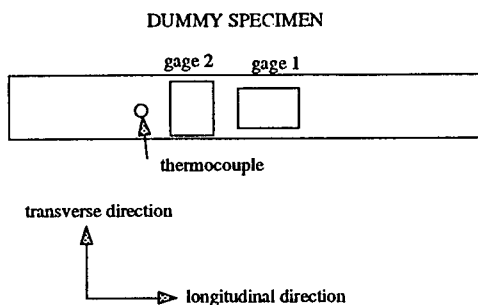 DUMMY SPECIMEN
gage 2 gage 1
thermocouple
transverse direction
longitudinal direction